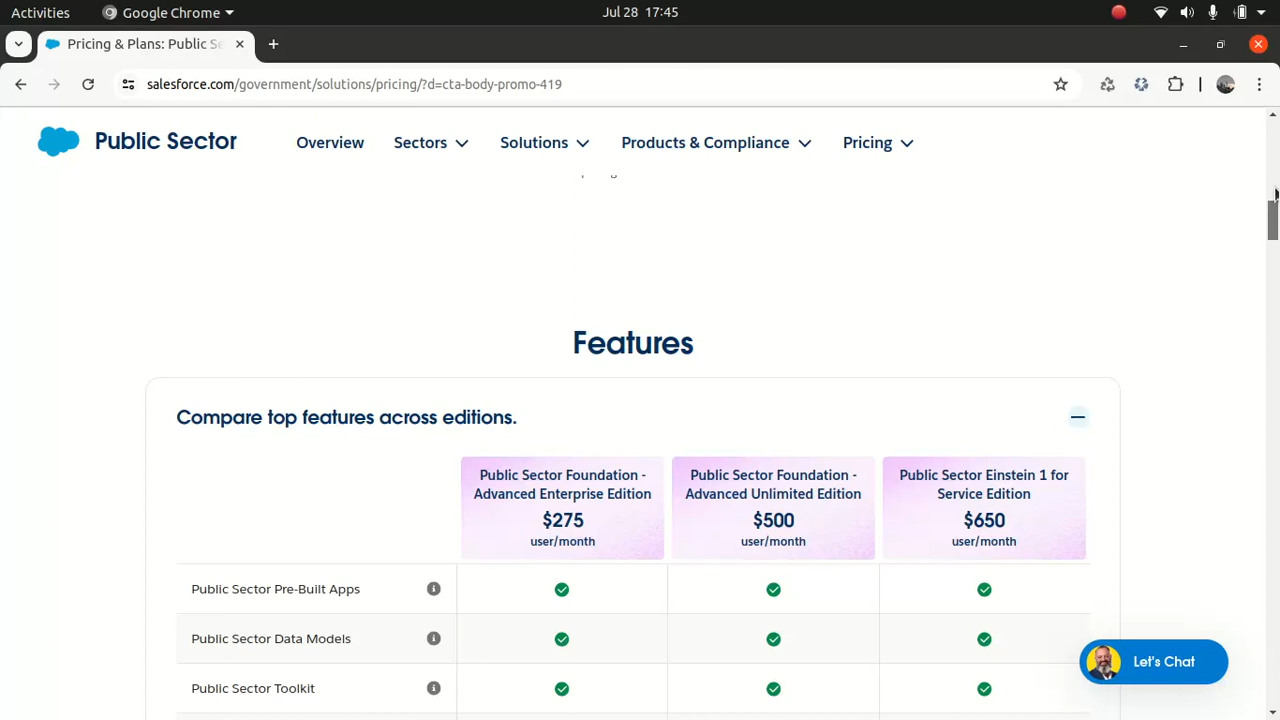 Activities
Google Chrome
Jul 28 17:45
Pricing & Plans: Public Se
salesforce.com/government/solutions/pricing/?d=cta-body-promo-419
Public Sector
Overview
Sectors
Solutions
Products & Compliance
Pricing
Features
Compare top features across editions.
Public Sector Foundation -
Advanced Enterprise Edition
$275
user/month
Public Sector Foundation -
Advanced Unlimited Edition
$500
user/month
Public Sector Einstein 1 for
Service Edition
$650
user/month
Public Sector Pre-Built Apps
Public Sector Data Models
Public Sector Toolkit
Let's Chat